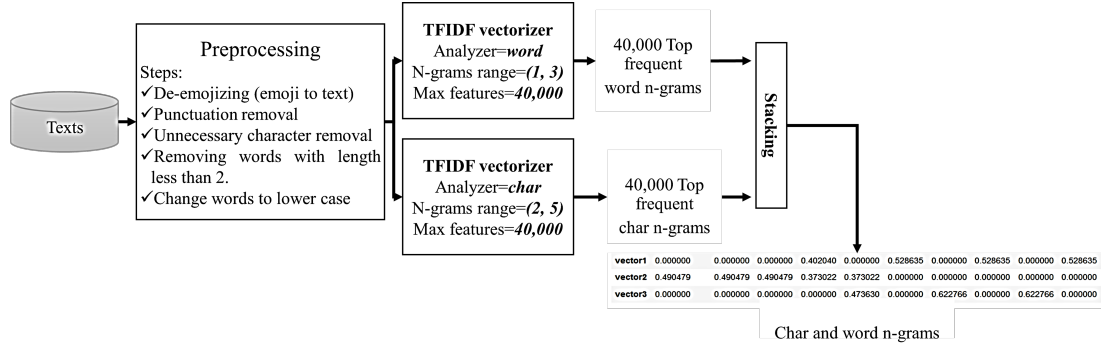 Texts
Preprocessing
Steps:
✓De-emojizing (emoji to text)
✓Punctuation removal
✓Unnecessary character removal
✓Removing words with length
less than 2.
✓Change words to lower case
TFIDF vectorizer
Analyzer=word
N-grams range=(1, 3)
Max features=40,000
40,000 Top
frequent
word n-grams
TFIDF vectorizer
Analyzer=char
N-grams range=(2, 5)
Max features=40,000
40,000 Top
frequent
char n-grams
Stacking
vector1 0.000000 0.000000 0.000000 0.402040 0.000000 0.528635 0.000000 0.528635 0.000000 0.528635
vector2 0.490479 0.490479 0.490479 0.373022 0.373022 0.000000 0.000000 0.000000 0.000000 0.000000
vector3 0.000000 0.000000 0.000000 0.000000 0.473630 0.000000 0.622766 0.000000 0.622766 0.000000
Char and word n-grams